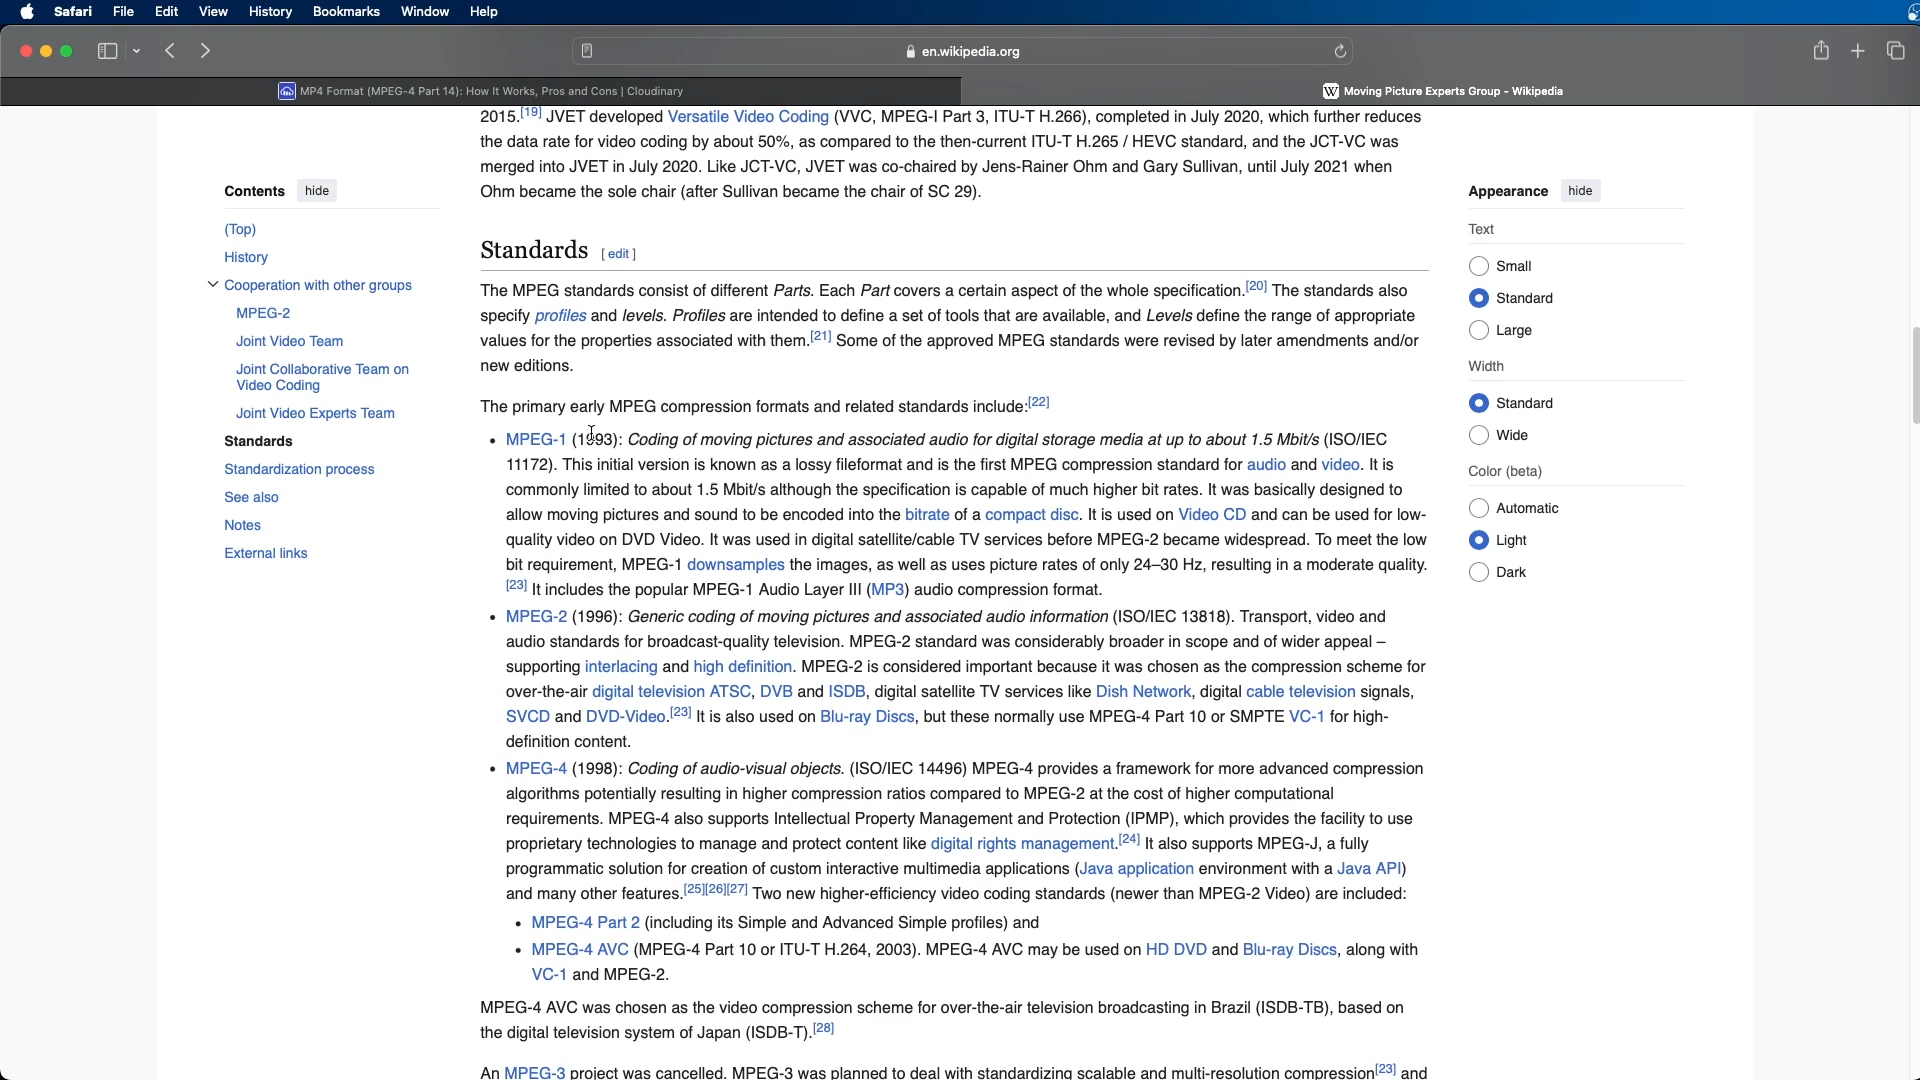 Safari File Edit View History Bookmarks Window Help
en.wikipedia.org
MP4 Format (MPEG-4 Part 14): How It Works, Pros and Cons | Cloudinary
W Moving Picture Experts Group - Wikipedia
Contents hide
(Top)
History
Cooperation with other groups
MPEG-2
Joint Video Team
Joint Collaborative Team on
Video Coding
Joint Video Experts Team
Standards
Standardization process
See also
Notes
External links
2015.[19] JVET developed Versatile Video Coding (VVC, MPEG-I Part 3, ITU-T H.266), completed in July 2020, which further reduces
the data rate for video coding by about 50%, as compared to the then-current ITU-T H.265 / HEVC standard, and the JCT-VC was
merged into JVET in July 2020. Like JCT-VC, JVET was co-chaired by Jens-Rainer Ohm and Gary Sullivan, until July 2021 when
Ohm became the sole chair (after Sullivan became the chair of SC 29).
Standards [ edit ]
The MPEG standards consist of different Parts. Each Part covers a certain aspect of the whole specification.[20] The standards also
specify profiles and levels. Profiles are intended to define a set of tools that are available, and Levels define the range of appropriate
values for the properties associated with them.[21] Some of the approved MPEG standards were revised by later amendments and/or
new editions.
The primary early MPEG compression formats and related standards include:[22]
• MPEG-1 (1993): Coding of moving pictures and associated audio for digital storage media at up to about 1.5 Mbit/s (ISO/IEC
11172). This initial version is known as a lossy fileformat and is the first MPEG compression standard for audio and video. It is
commonly limited to about 1.5 Mbit/s although the specification is capable of much higher bit rates. It was basically designed to
allow moving pictures and sound to be encoded into the bitrate of a compact disc. It is used on Video CD and can be used for low-
quality video on DVD Video. It was used in digital satellite/cable TV services before MPEG-2 became widespread. To meet the low
bit requirement, MPEG-1 downsamples the images, as well as uses picture rates of only 24–30 Hz, resulting in a moderate quality.
[23] It includes the popular MPEG-1 Audio Layer III (MP3) audio compression format.
• MPEG-2 (1996): Generic coding of moving pictures and associated audio information (ISO/IEC 13818). Transport, video and
audio standards for broadcast-quality television. MPEG-2 standard was considerably broader in scope and of wider appeal –
supporting interlacing and high definition. MPEG-2 is considered important because it was chosen as the compression scheme for
over-the-air digital television ATSC, DVB and ISDB, digital satellite TV services like Dish Network, digital cable television signals,
SVCD and DVD-Video.[23] It is also used on Blu-ray Discs, but these normally use MPEG-4 Part 10 or SMPTE VC-1 for high-
definition content.
• MPEG-4 (1998): Coding of audio-visual objects. (ISO/IEC 14496) MPEG-4 provides a framework for more advanced compression
algorithms potentially resulting in higher compression ratios compared to MPEG-2 at the cost of higher computational
requirements. MPEG-4 also supports Intellectual Property Management and Protection (IPMP), which provides the facility to use
proprietary technologies to manage and protect content like digital rights management.[24] It also supports MPEG-J, a fully
programmatic solution for creation of custom interactive multimedia applications (Java application environment with a Java API)
and many other features.[25][26][27] Two new higher-efficiency video coding standards (newer than MPEG-2 Video) are included:
• MPEG-4 Part 2 (including its Simple and Advanced Simple profiles) and
• MPEG-4 AVC (MPEG-4 Part 10 or ITU-T H.264, 2003). MPEG-4 AVC may be used on HD DVD and Blu-ray Discs, along with
VC-1 and MPEG-2.
MPEG-4 AVC was chosen as the video compression scheme for over-the-air television broadcasting in Brazil (ISDB-TB), based on
the digital television system of Japan (ISDB-T).[28]
An MPEG-3 project was cancelled. MPEG-3 was planned to deal with standardizing scalable and multi-resolution compression[23] and
Appearance hide
Text
Small
Standard
Large
Width
Standard
Wide
Color (beta)
Automatic
Light
Dark